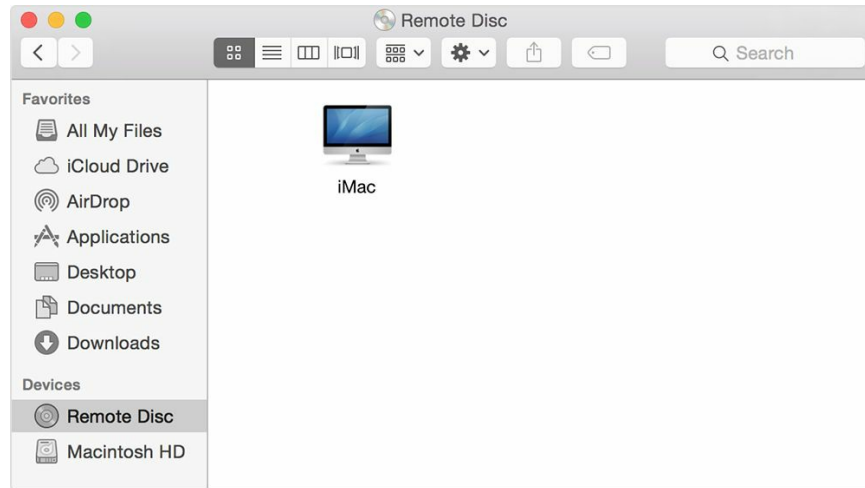 Remote Disc
Search
Favorites
All My Files
iCloud Drive
AirDrop
Applications
Desktop
Documents
Downloads
Devices
Remote Disc
Macintosh HD
iMac